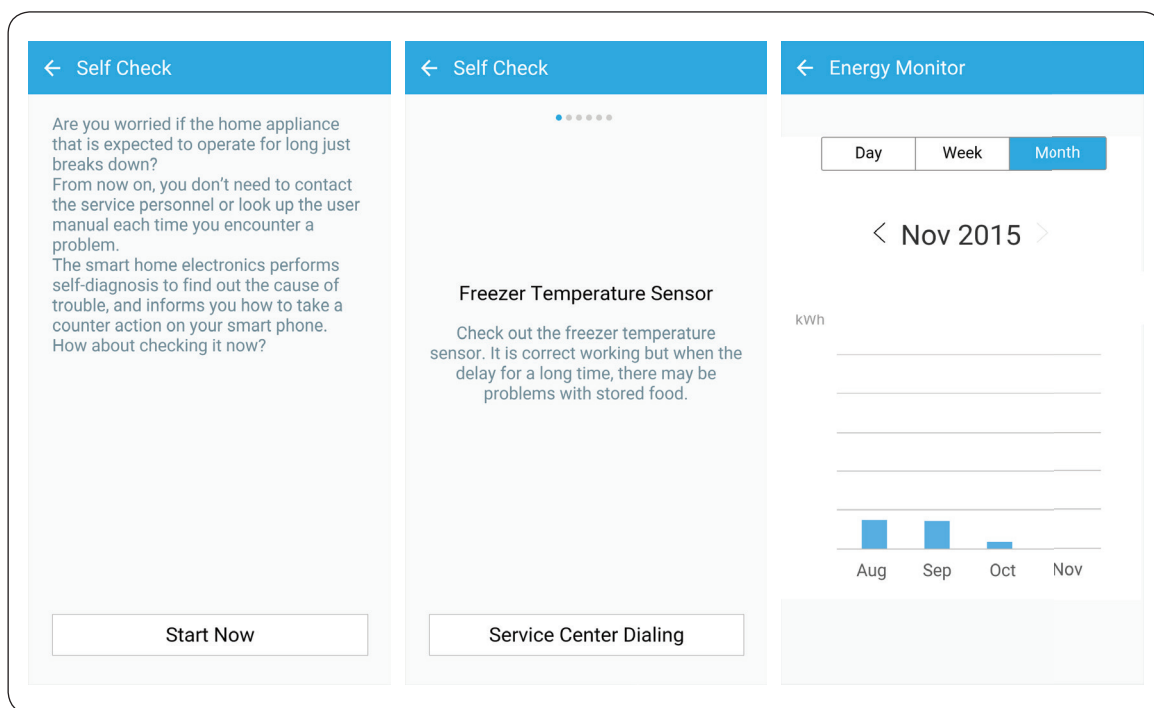 Self Check
Are you worried if the home appliance
that is expected to operate for long just
breaks down?
From now on, you don't need to contact
the service personnel or look up the user
manual each time you encounter a
problem.
The smart home electronics performs
self-diagnosis to find out the cause of
trouble, and informs you how to take a
counter action on your smart phone.
How about checking it now?
Start Now
Self Check
Freezer Temperature Sensor
Check out the freezer temperature
sensor. It is correct working but when the
delay for a long time, there may be
problems with stored food.
Service Center Dialing
Energy Monitor
Day Week Month
Nov 2015
kWh
Aug Sep Oct Nov